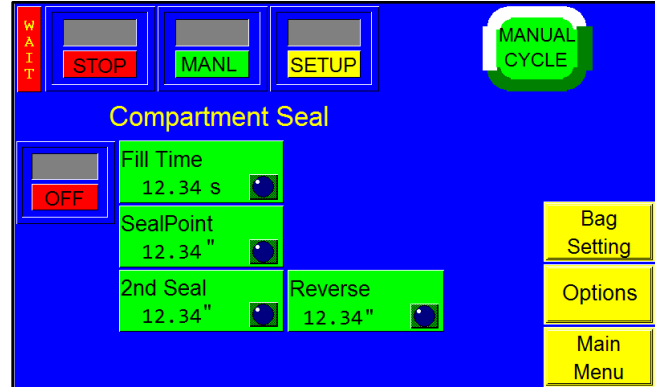 WAIT
STOP
MANL
SETUP
MANUAL
CYCLE
Compartment Seal
OFF
Fill Time
12.34 s
SealPoint
12.34 "
2nd Seal
12.34"
Reverse
12.34"
Bag
Setting
Options
Main
Menu